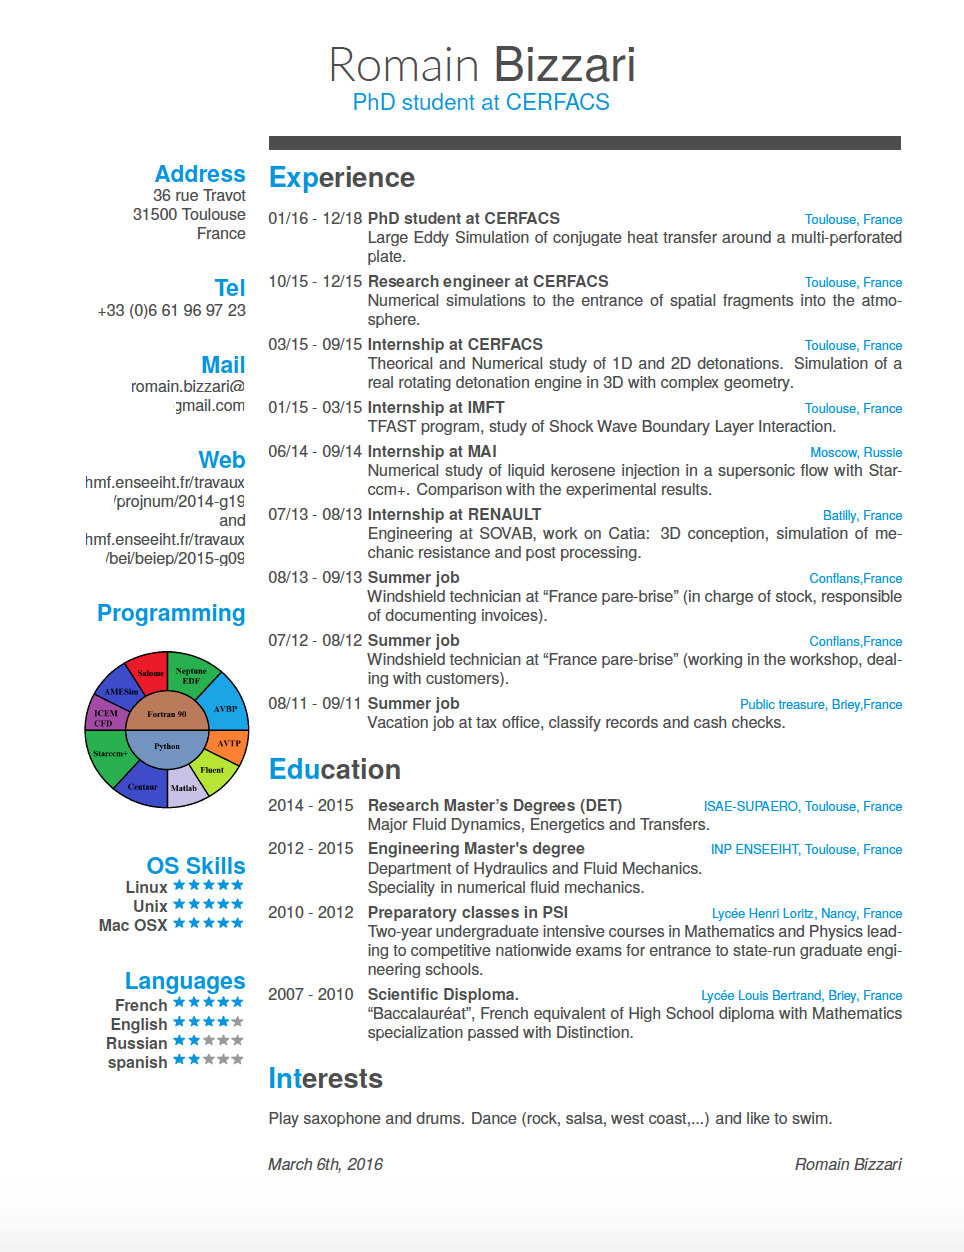 Romain Bizzari
PhD student at CERFACS
Address
36 rue Travot
31500 Toulouse
France
Tel
+33 (0)6 61 96 97 23
Mail
romain.bizzari@
gmail.com
Web
hmf.enseeiht.fr/travaux
/projnum/2014-g19
and
hmf.enseeiht.fr/travaux
/bei/beiep/2015-g09
Programming
Salome
Neptune
EDF
AMESim
AVBP
ICEM
CFD
Fortran 90
Python
AVTP
Starccm+
Fluent
Centaur
Matlab
OS Skills
Linux
Unix
Mac OSX
Languages
French
English
Russian
spanish
Experience
01/16 - 12/18 PhD student at CERFACS Toulouse, France
Large Eddy Simulation of conjugate heat transfer around a multi-perforated
plate.
10/15 - 12/15 Research engineer at CERFACS Toulouse, France
Numerical simulations to the entrance of spatial fragments into the atmo-
sphere.
03/15 - 09/15 Internship at CERFACS Toulouse, France
Theorical and Numerical study of 1D and 2D detonations. Simulation of a
real rotating detonation engine in 3D with complex geometry.
01/15 - 03/15 Internship at IMFT Toulouse, France
TFAST program, study of Shock Wave Boundary Layer Interaction.
06/14 - 09/14 Internship at MAI Moscow, Russie
Numerical study of liquid kerosene injection in a supersonic flow with Star-
ccm+. Comparison with the experimental results.
07/13 - 08/13 Internship at RENAULT Batilly, France
Engineering at SOVAB, work on Catia: 3D conception, simulation of me-
chanic resistance and post processing.
08/13 - 09/13 Summer job Conflans,France
Windshield technician at “France pare-brise” (in charge of stock, responsible
of documenting invoices).
07/12 - 08/12 Summer job Conflans,France
Windshield technician at “France pare-brise” (working in the workshop, deal-
ing with customers).
08/11 - 09/11 Summer job Public treasure, Briey,France
Vacation job at tax office, classify records and cash checks.
Education
2014 - 2015 Research Master’s Degrees (DET) ISAE-SUPAERO, Toulouse, France
Major Fluid Dynamics, Energetics and Transfers.
2012 - 2015 Engineering Master's degree INP ENSEEIHT, Toulouse, France
Department of Hydraulics and Fluid Mechanics.
Speciality in numerical fluid mechanics.
2010 - 2012 Preparatory classes in PSI Lycée Henri Loritz, Nancy, France
Two-year undergraduate intensive courses in Mathematics and Physics lead-
ing to competitive nationwide exams for entrance to state-run graduate engi-
neering schools.
2007 - 2010 Scientific Disploma. Lycée Louis Bertrand, Briey, France
“Baccalauréat”, French equivalent of High School diploma with Mathematics
specialization passed with Distinction.
Interests
Play saxophone and drums. Dance (rock, salsa, west coast,...) and like to swim.
March 6th, 2016 Romain Bizzari